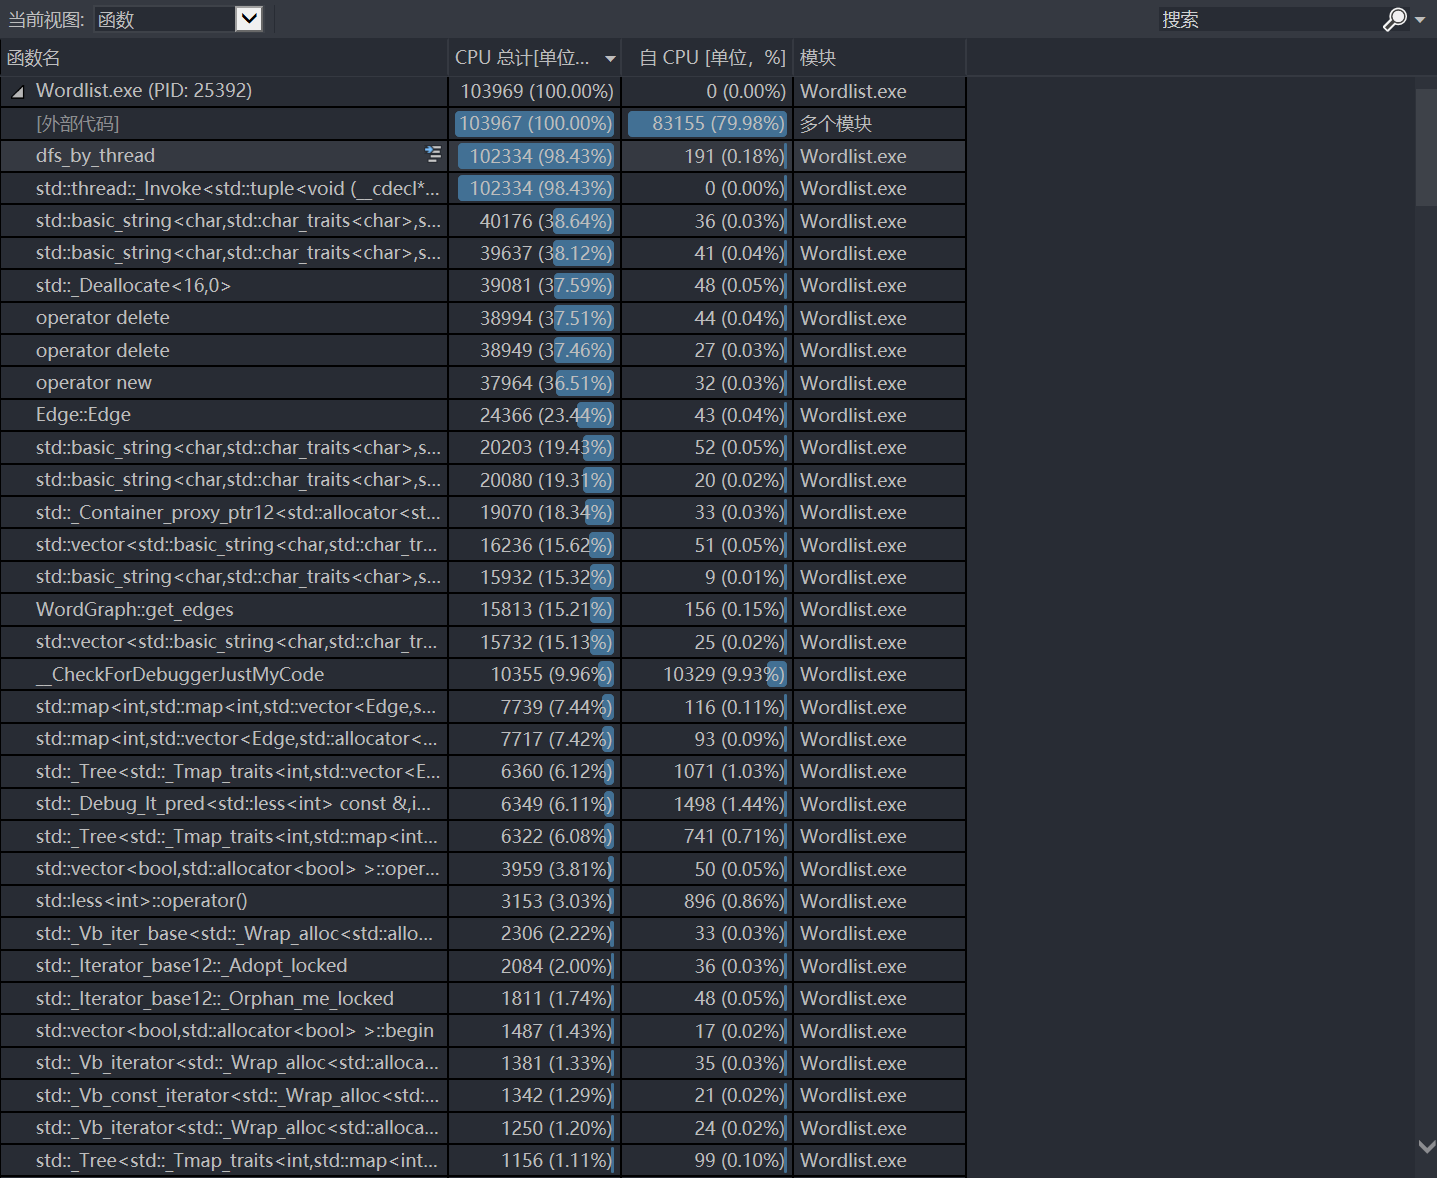 当前视图: 函数 搜索
函数名 CPU 总计[单位... 自 CPU [单位，%] 模块
Wordlist.exe (PID: 25392) 103969 (100.00%) 0 (0.00%) Wordlist.exe
[外部代码] 103967 (100.00%) 83155 (79.98%) 多个模块
dfs_by_thread 102334 (98.43%) 191 (0.18%) Wordlist.exe
std::thread::_Invoke<std::tuple<void (__cdecl*... 102334 (98.43%) 0 (0.00%) Wordlist.exe
std::basic_string<char,std::char_traits<char>,s... 40176 (38.64%) 36 (0.03%) Wordlist.exe
std::basic_string<char,std::char_traits<char>,s... 39637 (38.12%) 41 (0.04%) Wordlist.exe
std::_Deallocate<16,0> 39081 (37.59%) 48 (0.05%) Wordlist.exe
operator delete 38994 (37.51%) 44 (0.04%) Wordlist.exe
operator delete 38949 (37.46%) 27 (0.03%) Wordlist.exe
operator new 37964 (36.51%) 32 (0.03%) Wordlist.exe
Edge::Edge 24366 (23.44%) 43 (0.04%) Wordlist.exe
std::basic_string<char,std::char_traits<char>,s... 20203 (19.43%) 52 (0.05%) Wordlist.exe
std::basic_string<char,std::char_traits<char>,s... 20080 (19.31%) 20 (0.02%) Wordlist.exe
std::_Container_proxy_ptr12<std::allocator<st... 19070 (18.34%) 33 (0.03%) Wordlist.exe
std::vector<std::basic_string<char,std::char_tr... 16236 (15.62%) 51 (0.05%) Wordlist.exe
std::basic_string<char,std::char_traits<char>,s... 15932 (15.32%) 9 (0.01%) Wordlist.exe
WordGraph::get_edges 15813 (15.21%) 156 (0.15%) Wordlist.exe
std::vector<std::basic_string<char,std::char_tr... 15732 (15.13%) 25 (0.02%) Wordlist.exe
__CheckForDebuggerJustMyCode 10355 (9.96%) 10329 (9.93%) Wordlist.exe
std::map<int,std::map<int,std::vector<Edge,s... 7739 (7.44%) 116 (0.11%) Wordlist.exe
std::map<int,std::vector<Edge,std::allocator<... 7717 (7.42%) 93 (0.09%) Wordlist.exe
std::_Tree<std::_Tmap_traits<int,std::vector<E... 6360 (6.12%) 1071 (1.03%) Wordlist.exe
std::_Debug_lt_pred<std::less<int> const &,i... 6349 (6.11%) 1498 (1.44%) Wordlist.exe
std::_Tree<std::_Tmap_traits<int,std::map<int... 6322 (6.08%) 741 (0.71%) Wordlist.exe
std::vector<bool,std::allocator<bool> >::oper... 3959 (3.81%) 50 (0.05%) Wordlist.exe
std::less<int>::operator() 3153 (3.03%) 896 (0.86%) Wordlist.exe
std::_Vb_iter_base<std::_Wrap_alloc<std::allo... 2306 (2.22%) 33 (0.03%) Wordlist.exe
std::_Iterator_base12::_Adopt_locked 2084 (2.00%) 36 (0.03%) Wordlist.exe
std::_Iterator_base12::_Orphan_me_locked 1811 (1.74%) 48 (0.05%) Wordlist.exe
std::vector<bool,std::allocator<bool> >::begin 1487 (1.43%) 17 (0.02%) Wordlist.exe
std::_Vb_iterator<std::_Wrap_alloc<std::alloca... 1381 (1.33%) 35 (0.03%) Wordlist.exe
std::_Vb_const_iterator<std::_Wrap_alloc<std:... 1342 (1.29%) 21 (0.02%) Wordlist.exe
std::_Vb_iterator<std::_Wrap_alloc<std::alloca... 1250 (1.20%) 24 (0.02%) Wordlist.exe
std::_Tree<std::_Tmap_traits<int,std::map<int... 1156 (1.11%) 99 (0.10%) Wordlist.exe